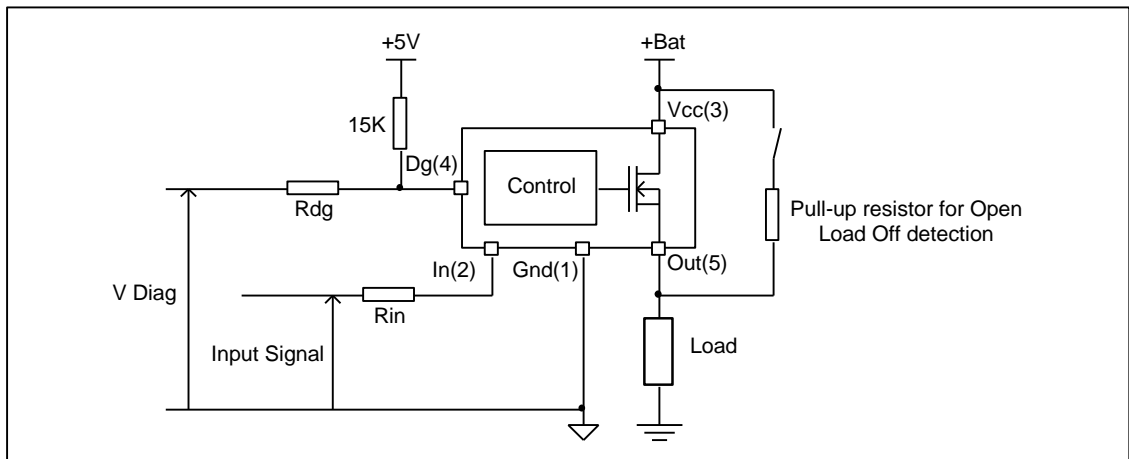 +5V
+Bat
Vcc(3)
15K
Dg(4)
Control
Rdg
Pull-up resistor for Open
Load Off detection
In(2)
Gnd(1)
Out(5)
V Diag
Rin
Input Signal
Load